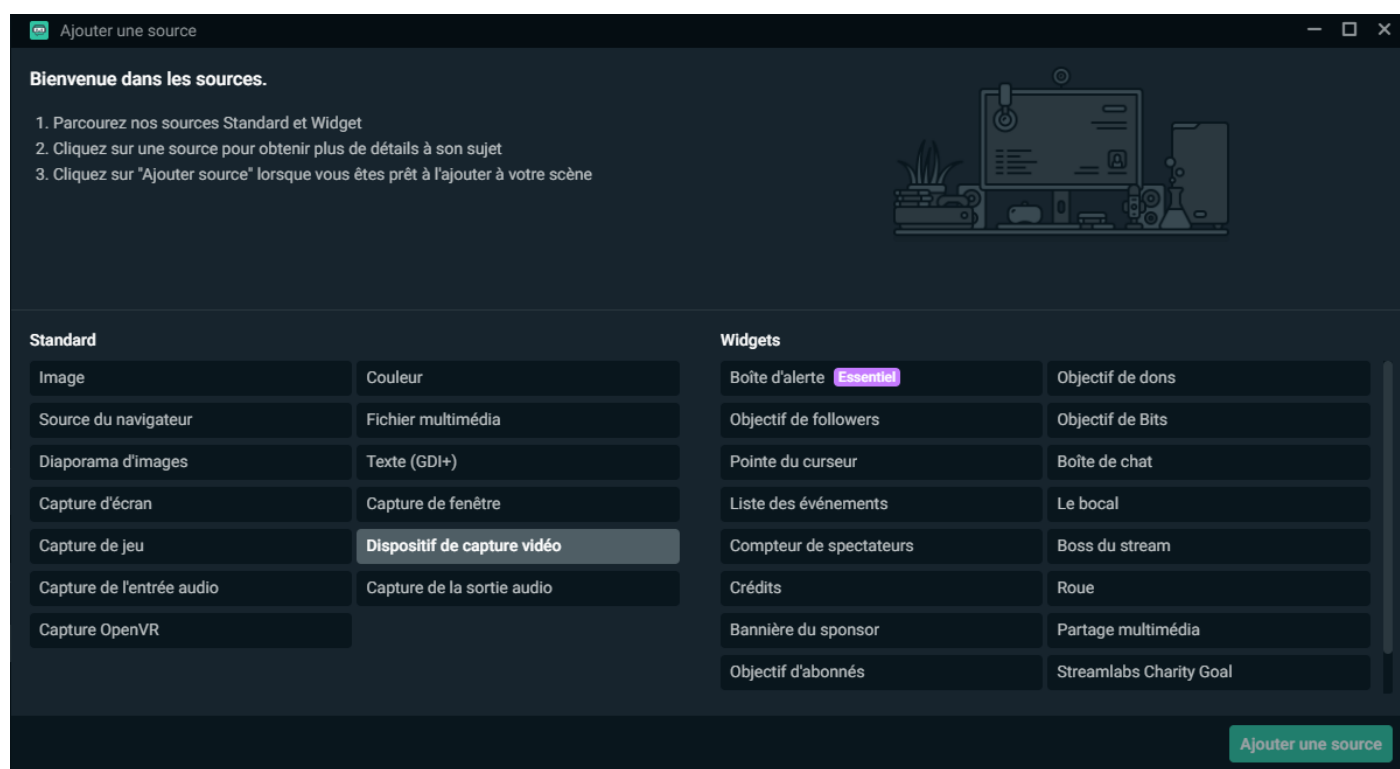 Ajouter une source
Bienvenue dans les sources.
1. Parcourez nos sources Standard et Widget
2. Cliquez sur une source pour obtenir plus de détails à son sujet
3. Cliquez sur "Ajouter source" lorsque vous êtes prêt à l'ajouter à votre scène
Standard
Image
Couleur
Source du navigateur
Fichier multimédia
Diaporama d'images
Texte (GDI+)
Capture d'écran
Capture de fenêtre
Capture de jeu
Dispositif de capture vidéo
Capture de l'entrée audio
Capture de la sortie audio
Capture OpenVR
Widgets
Boîte d'alerte Essentiel
Objectif de dons
Objectif de followers
Objectif de Bits
Pointe du curseur
Boîte de chat
Liste des événements
Le bocal
Compteur de spectateurs
Boss du stream
Crédits
Roue
Bannière du sponsor
Partage multimédia
Objectif d'abonnés
Streamlabs Charity Goal
Ajouter une source